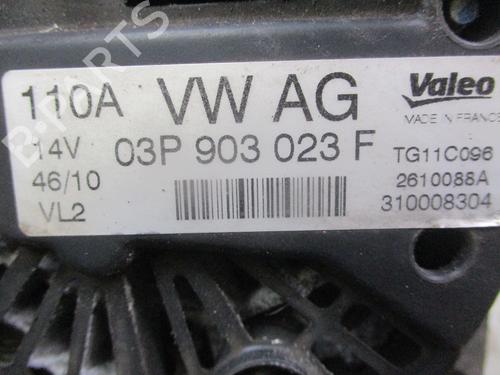 B-PARTS
110A VW AG Valeo
MADE IN FRANCE
14V 03P 903 023 F TG11C096
46/10 2610088A
VL2 310008304